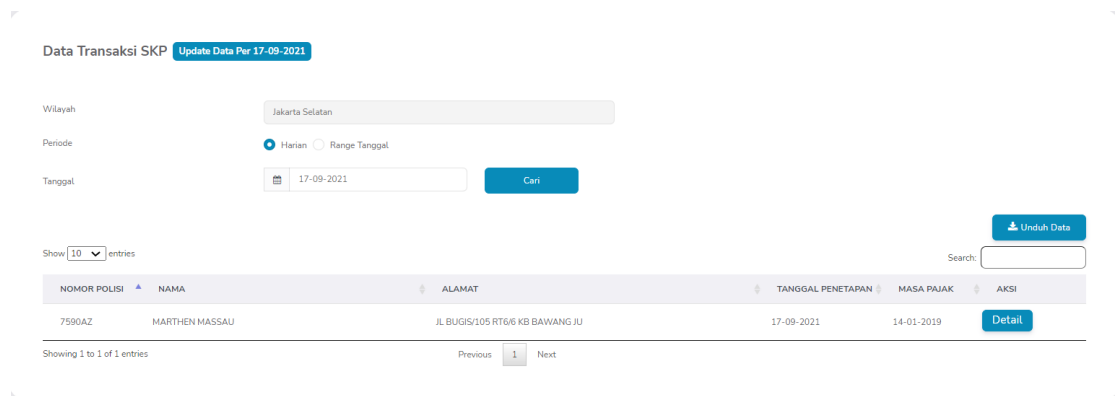 Data Transaksi SKP Update Data Per 17-09-2021
Wilayah Jakarta Selatan
Periode Harian Range Tanggal
Tanggal 17-09-2021 Cari
Unduh Data
Show 10 entries Search:
NOMOR POLISI NAMA ALAMAT TANGGAL PENETAPAN MASA PAJAK AKSI
7590AZ MARTHEN MASSAU JL BUGIS/105 RT6/6 KB BAWANG JU 17-09-2021 14-01-2019 Detail
Showing 1 to 1 of 1 entries Previous 1 Next